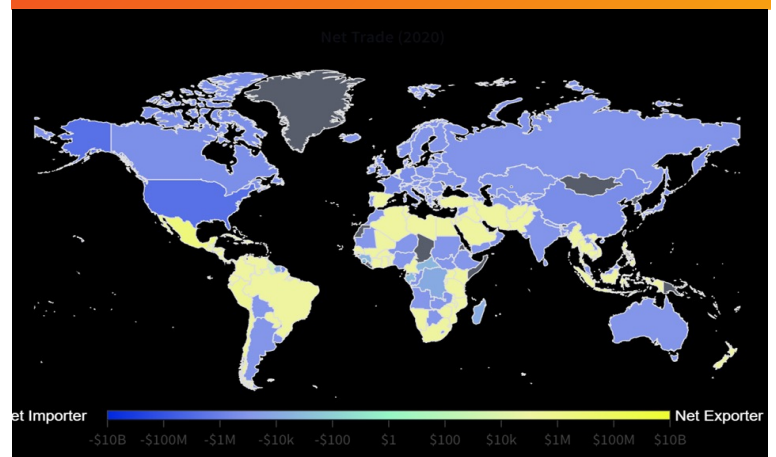 Net Trade (2020)
et Importer
Net Exporter
-$10B -$100M -$1M -$10k -$100 $1 $100 $10k $1M $100M $10B